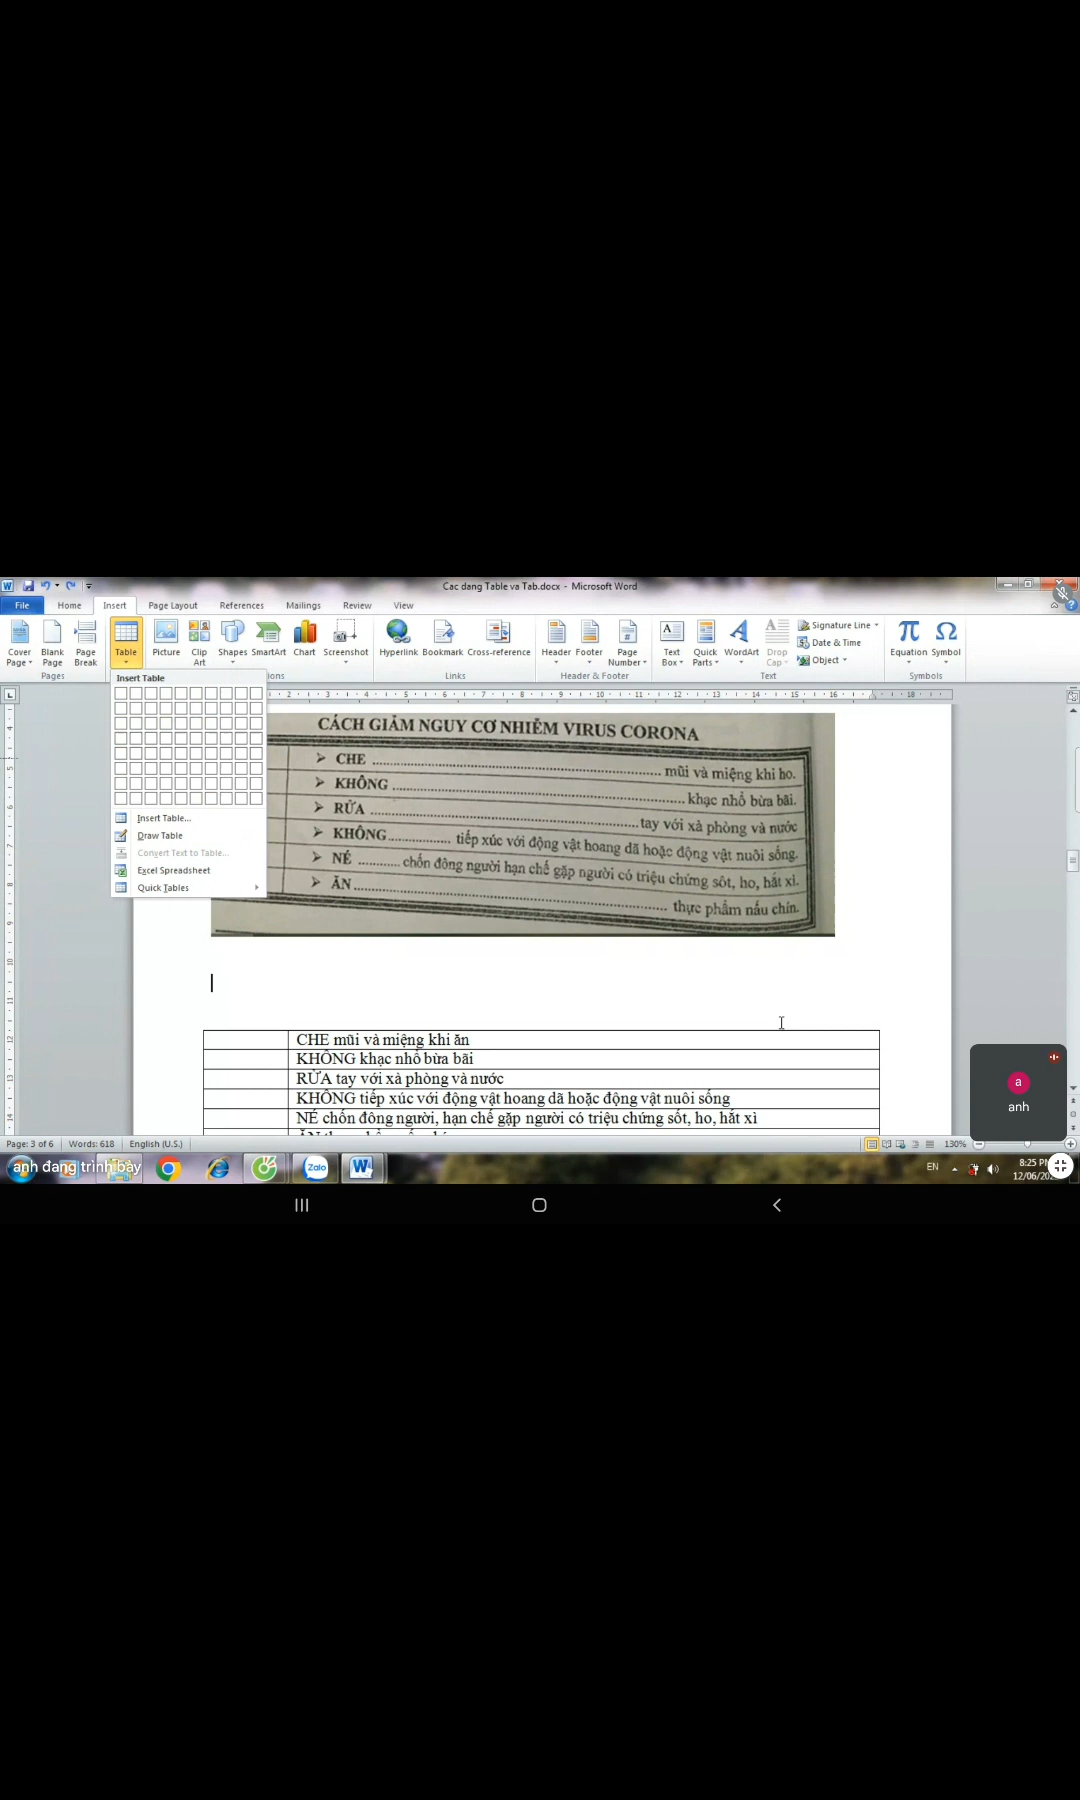 Cac dang Table va Tab.docx - Microsoft Word
File Home Insert Page Layout References Mailings Review View
Cover Page Blank Page Page Break Table Picture Clip Art Shapes SmartArt Chart Screenshot Hyperlink Bookmark Cross-reference Header Footer Page Number Text Box Quick Parts WordArt Drop Cap Signature Line Date & Time Object Equation Symbol
Pages Links Header & Footer Text Symbols
Insert Table
Insert Table...
Draw Table
Convert Text to Table...
Excel Spreadsheet
Quick Tables
CÁCH GIẢM NGUY CƠ NHIỄM VIRUS CORONA
CHE ........ mũi và miệng khi ho.
KHÔNG ........ khạc nhổ bừa bãi.
RỬA ........ tay với xà phòng và nước
KHÔNG ........ tiếp xúc với động vật hoang dã hoặc động vật nuôi sống.
NÉ ........ chốn đông người hạn chế gặp người có triệu chứng sốt, ho, hắt xì.
ĂN ........ thực phẩm nấu chín.
CHE mũi và miệng khi ăn
KHÔNG khạc nhổ bừa bãi
RỬA tay với xà phòng và nước
KHÔNG tiếp xúc với động vật hoang dã hoặc động vật nuôi sống
NÉ chốn đông người, hạn chế gặp người có triệu chứng sốt, ho, hắt xì
a
anh
Page: 3 of 6 Words: 618 English (U.S.) 130%
anh đang trình bày
Zalo
EN
8:25 PM
12/06/20